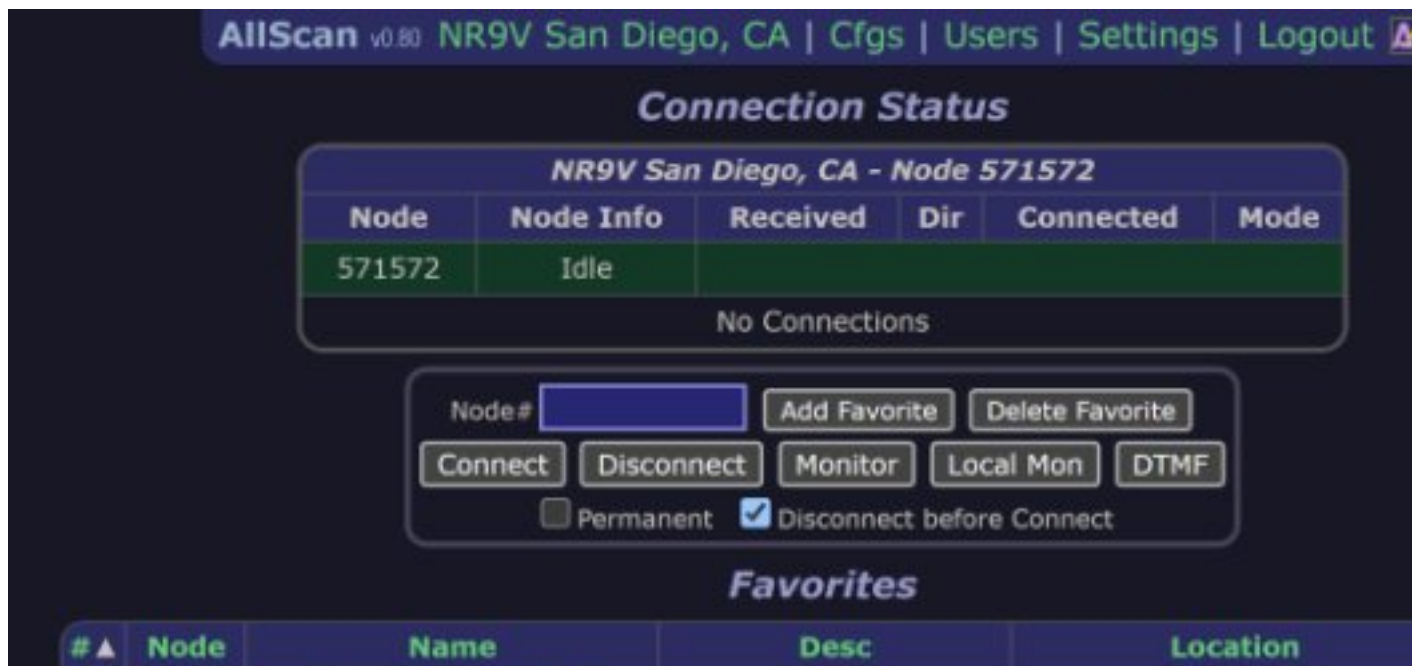 AllScan v0.80 NR9V San Diego, CA | Cfgs | Users | Settings | Logout
Connection Status
NR9V San Diego, CA - Node 571572
Node Node Info Received Dir Connected Mode
571572 Idle
No Connections
Node# Add Favorite Delete Favorite
Connect Disconnect Monitor Local Mon DTMF
Permanent Disconnect before Connect
Favorites
#▲ Node Name Desc Location